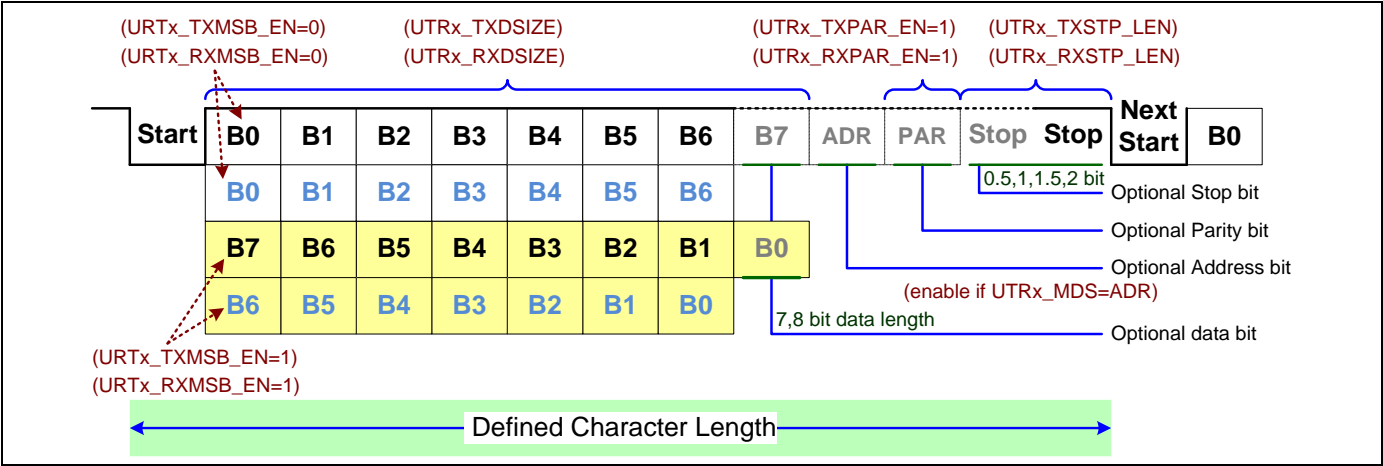 (URTx_TXMSB_EN=0) (UTRx_TXDSIZE) (UTRx_TXPAR_EN=1) (UTRx_TXSTP_LEN)
(URTx_RXMSB_EN=0) (UTRx_RXDSIZE) (UTRx_RXPAR_EN=1) (UTRx_RXSTP_LEN)
Start B0 B1 B2 B3 B4 B5 B6 B7 ADR PAR Stop Stop Next Start B0
B0 B1 B2 B3 B4 B5 B6 0.5,1,1.5,2 bit Optional Stop bit
B7 B6 B5 B4 B3 B2 B1 B0 Optional Parity bit
Optional Address bit
(enable if UTRx_MDS=ADR)
B6 B5 B4 B3 B2 B1 B0 7,8 bit data length Optional data bit
(URTx_TXMSB_EN=1)
(URTx_RXMSB_EN=1)
Defined Character Length